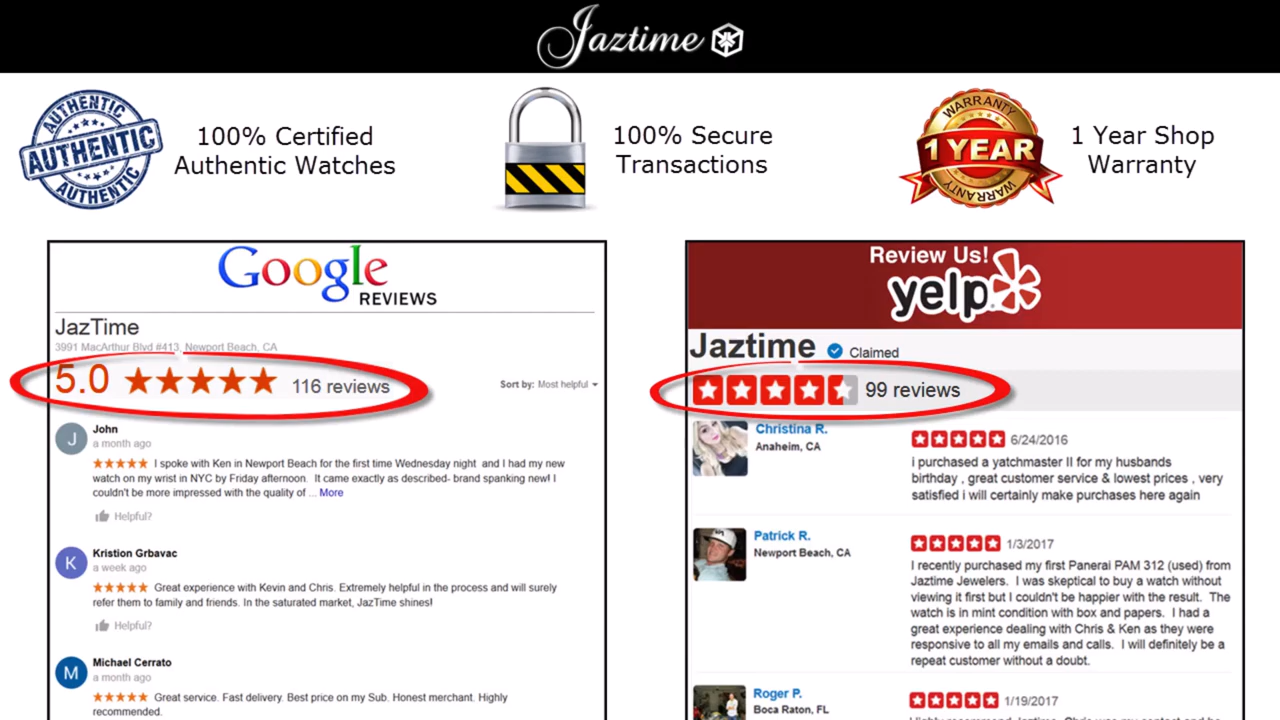 Jaztime
AUTHENTIC
AUTHENTIC
AUTHENTIC
100% Certified
Authentic Watches
100% Secure
Transactions
WARRANTY
1 YEAR
WARRANTY
1 Year Shop
Warranty
Google
REVIEWS
JazTime
3991 MacArthur Blvd #413, Newport Beach, CA
5.0 116 reviews
Sort by: Most helpful
J
John
a month ago
I spoke with Ken in Newport Beach for the first time Wednesday night and I had my new
watch on my wrist in NYC by Friday afternoon. It came exactly as described- brand spanking new! I
couldn't be more impressed with the quality of ... More
Helpful?
K
Kristion Grbavac
a week ago
Great experience with Kevin and Chris. Extremely helpful in the process and will surely
refer them to family and friends. In the saturated market, JazTime shines!
Helpful?
M
Michael Cerrato
a month ago
Great service. Fast delivery. Best price on my Sub. Honest merchant. Highly
recommended.
Review Us!
yelp
Jaztime Claimed
99 reviews
Christina R.
Anaheim, CA
6/24/2016
i purchased a yatchmaster II for my husbands
birthday , great customer service & lowest prices , very
satisfied i will certainly make purchases here again
Patrick R.
Newport Beach, CA
1/3/2017
I recently purchased my first Panerai PAM 312 (used) from
Jaztime Jewelers. I was skeptical to buy a watch without
viewing it first but I couldn't be happier with the result. The
watch is in mint condition with box and papers. I had a
great experience dealing with Chris & Ken as they were
responsive to all my emails and calls. I will definitely be a
repeat customer without a doubt.
Roger P.
Boca Raton, FL
1/19/2017